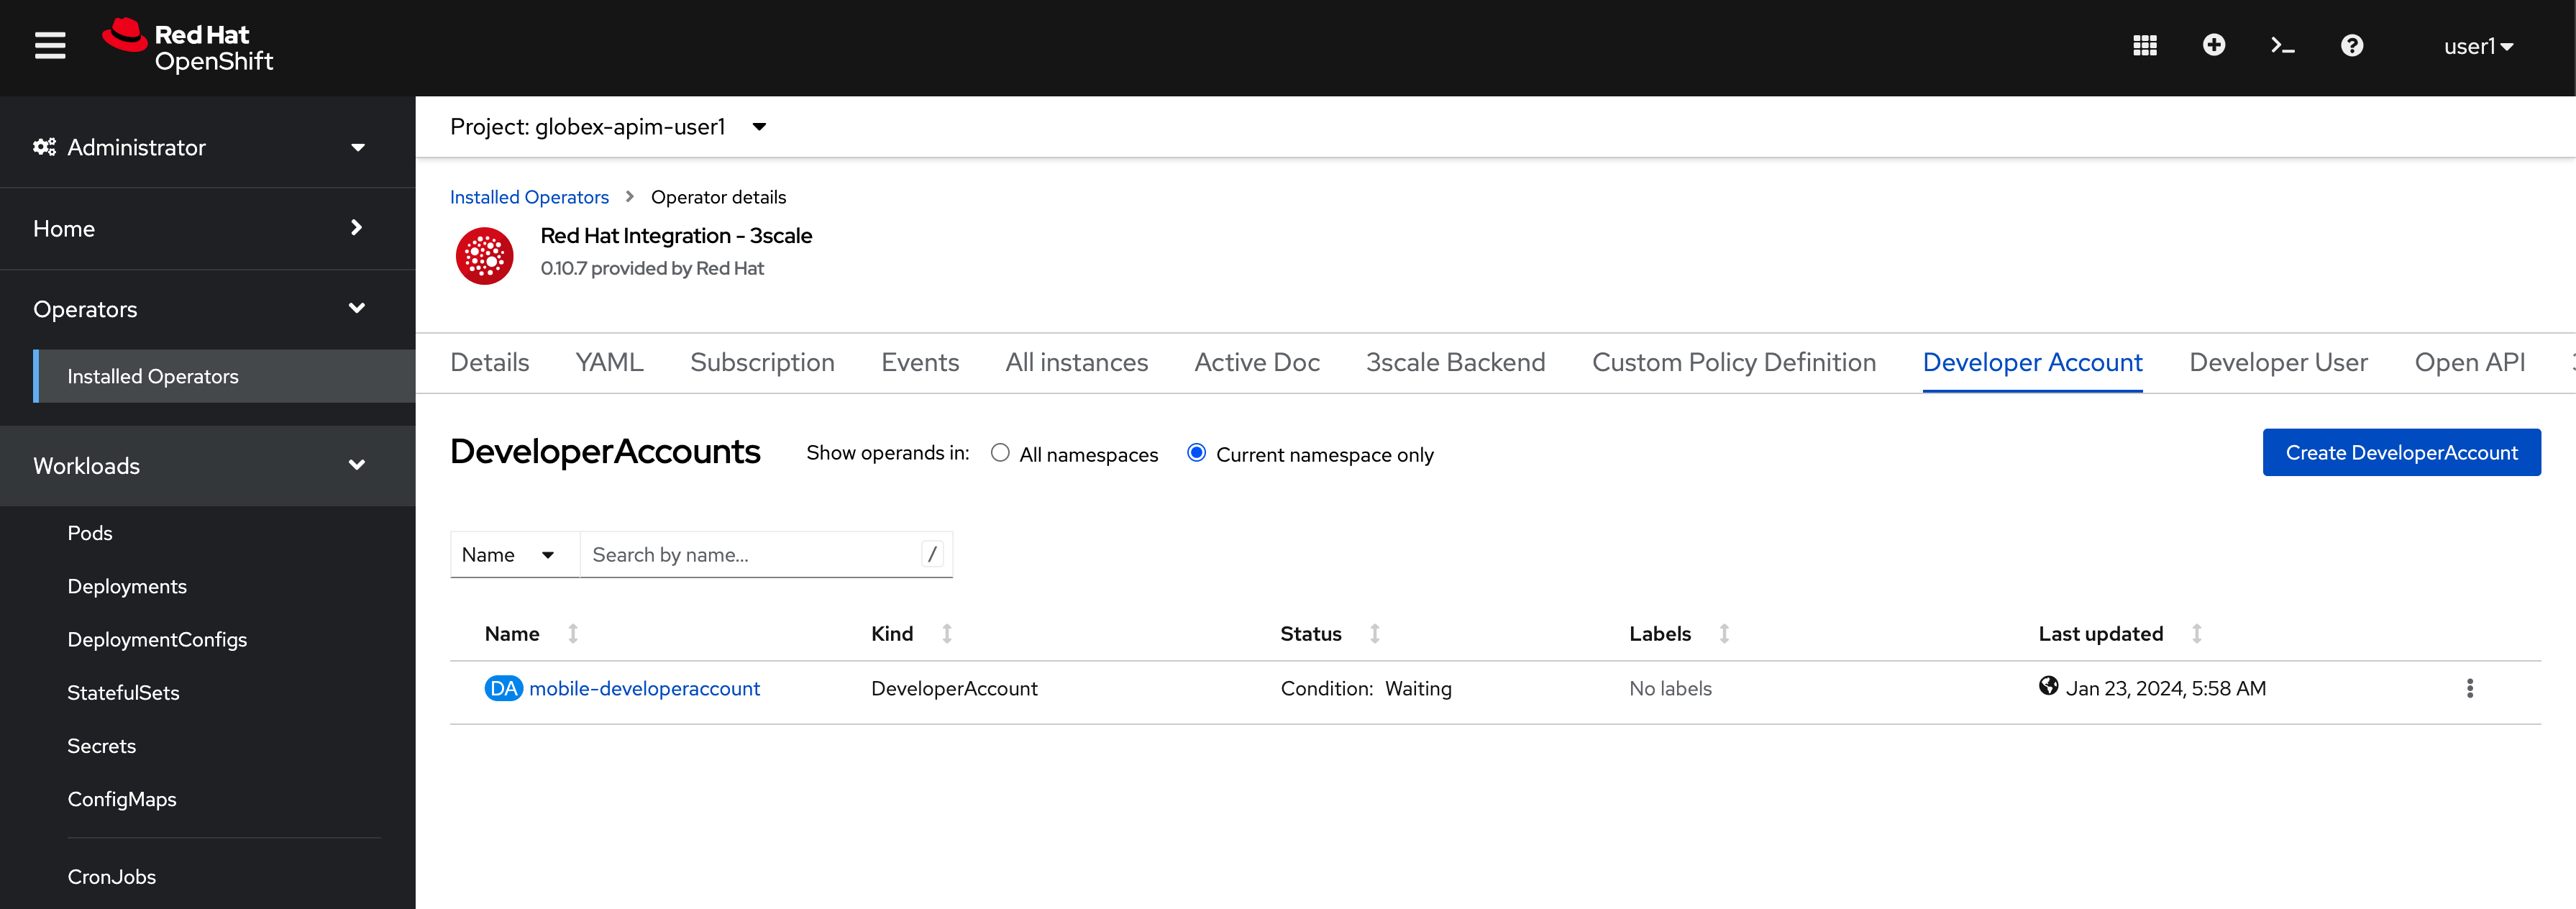 Red Hat
OpenShift
user1
Administrator
Home
Operators
Installed Operators
Workloads
Pods
Deployments
DeploymentConfigs
StatefulSets
Secrets
ConfigMaps
CronJobs
Project: globex-apim-user1
Installed Operators Operator details
Red Hat Integration - 3scale
0.10.7 provided by Red Hat
Details YAML Subscription Events All instances Active Doc 3scale Backend Custom Policy Definition Developer Account Developer User Open API
DeveloperAccounts Show operands in: All namespaces Current namespace only Create DeveloperAccount
Name Search by name... /
Name Kind Status Labels Last updated
DA mobile-developeraccount DeveloperAccount Condition: Waiting No labels Jan 23, 2024, 5:58 AM